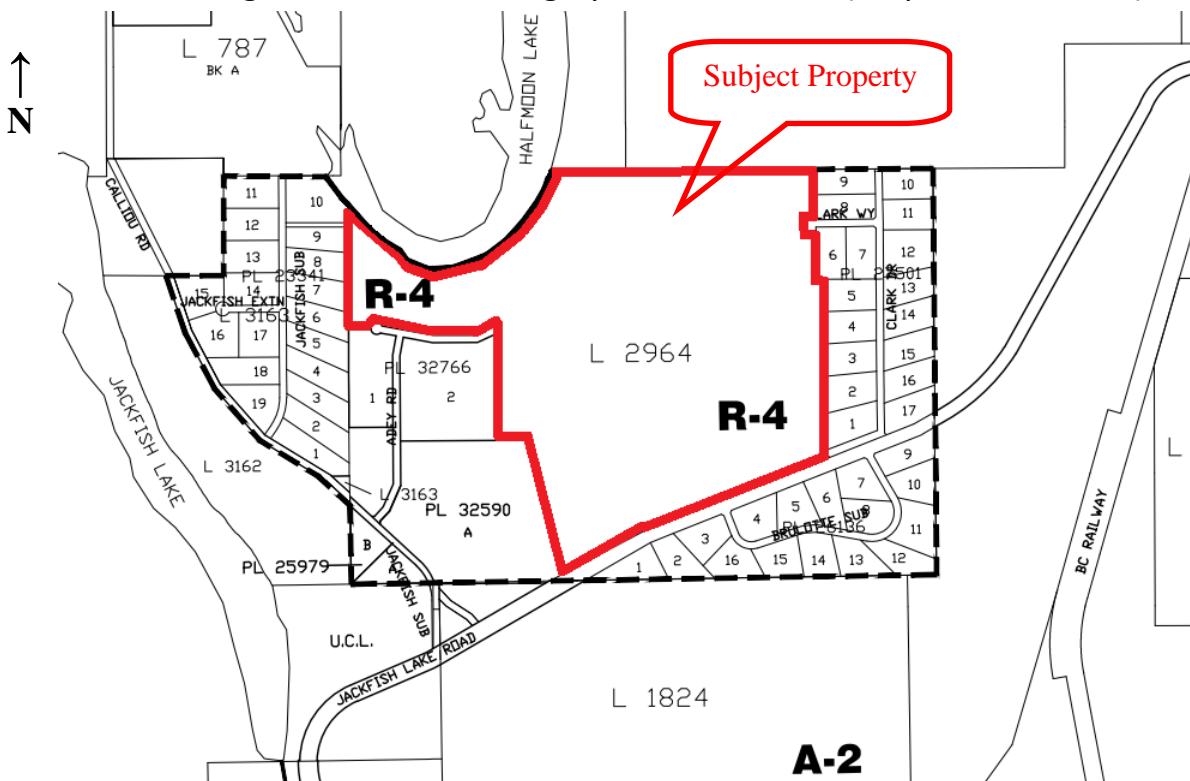 L 787
BK A
↑
N
HALFMOON LAKE
Subject Property
CALLIOU RD
11
12
13
14
15
16
17
18
19
PL 23341
JACKFISH EXTN
L 3163
JACKFISH SUB
10
9
8
7
6
5
4
3
2
1
R-4
PL 32766
1
2
ADEY RD
L 2964
R-4
9
8
6
7
5
4
3
2
1
CLARK DR
10
11
12
13
14
15
16
17
JACKFISH LAKE
L 3162
L 3163
PL 32590
A
B
PL 25979
JACKFISH SUB
U.C.L.
JACKFISH LAKE ROAD
1
2
3
4
5
6
7
8
9
10
11
12
13
14
15
16
BRULOTTE SUB
L 1824
A-2
BC RAILWAY
L